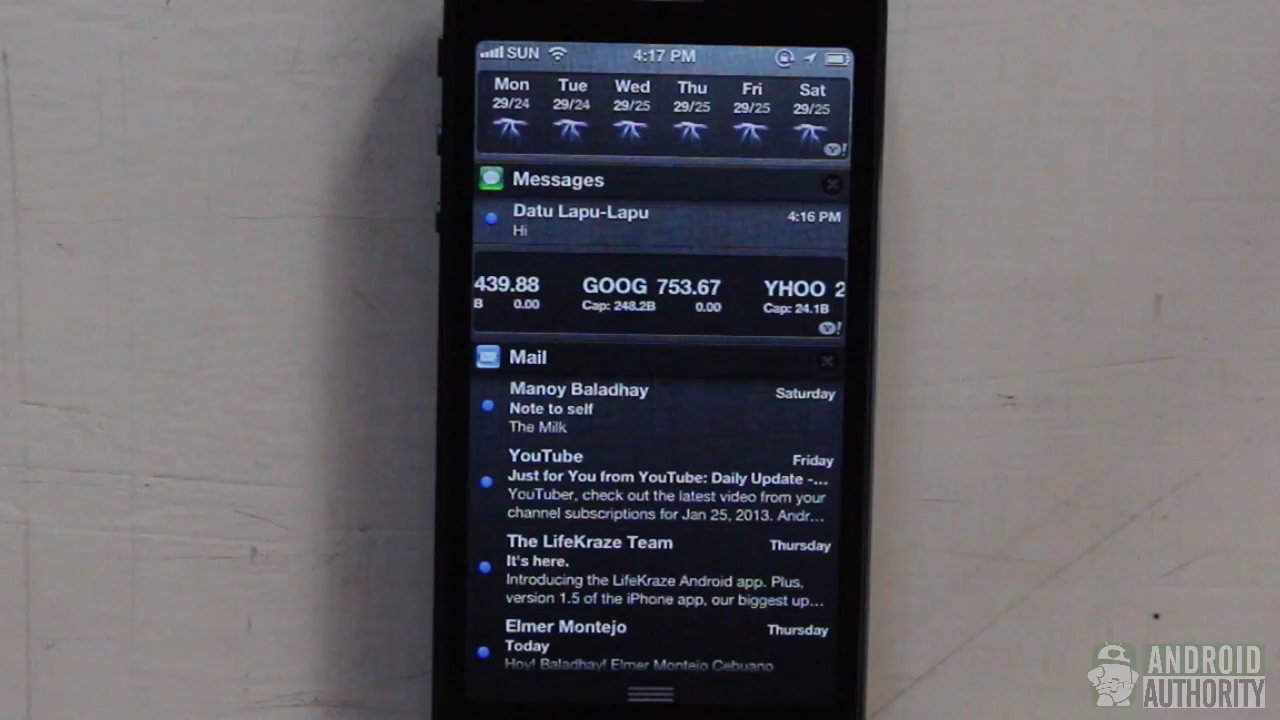 SUN 4:17 PM
Mon Tue Wed Thu Fri Sat
29/24 29/24 29/25 29/25 29/25 29/25
Y!
Messages
Datu Lapu-Lapu 4:16 PM
Hi
439.88 GOOG 753.67 YHOO 2
B 0.00 Cap: 248.2B 0.00 Cap: 24.1B
Y!
Mail
Manoy Baladhay Saturday
Note to self
The Milk
YouTube Friday
Just for You from YouTube: Daily Update -...
YouTuber, check out the latest video from your
channel subscriptions for Jan 25, 2013. Andr...
The LifeKraze Team Thursday
It's here.
Introducing the LifeKraze Android app. Plus,
version 1.5 of the iPhone app, our biggest up...
Elmer Montejo Thursday
Today
Hoy! Baladhay! Elmer Montejo Cebuano
ANDROID
AUTHORITY